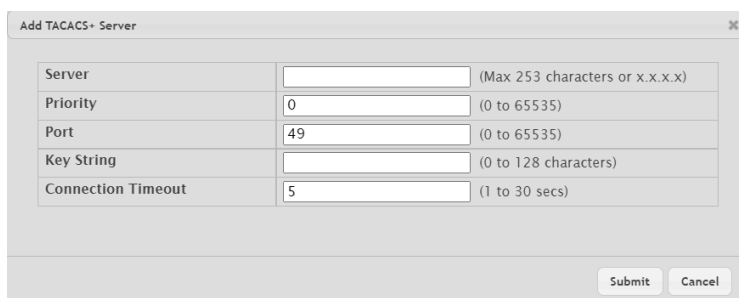 Add TACACS+ Server
Server (Max 253 characters or x.x.x.x)
Priority 0 (0 to 65535)
Port 49 (0 to 65535)
Key String (0 to 128 characters)
Connection Timeout 5 (1 to 30 secs)
Submit Cancel